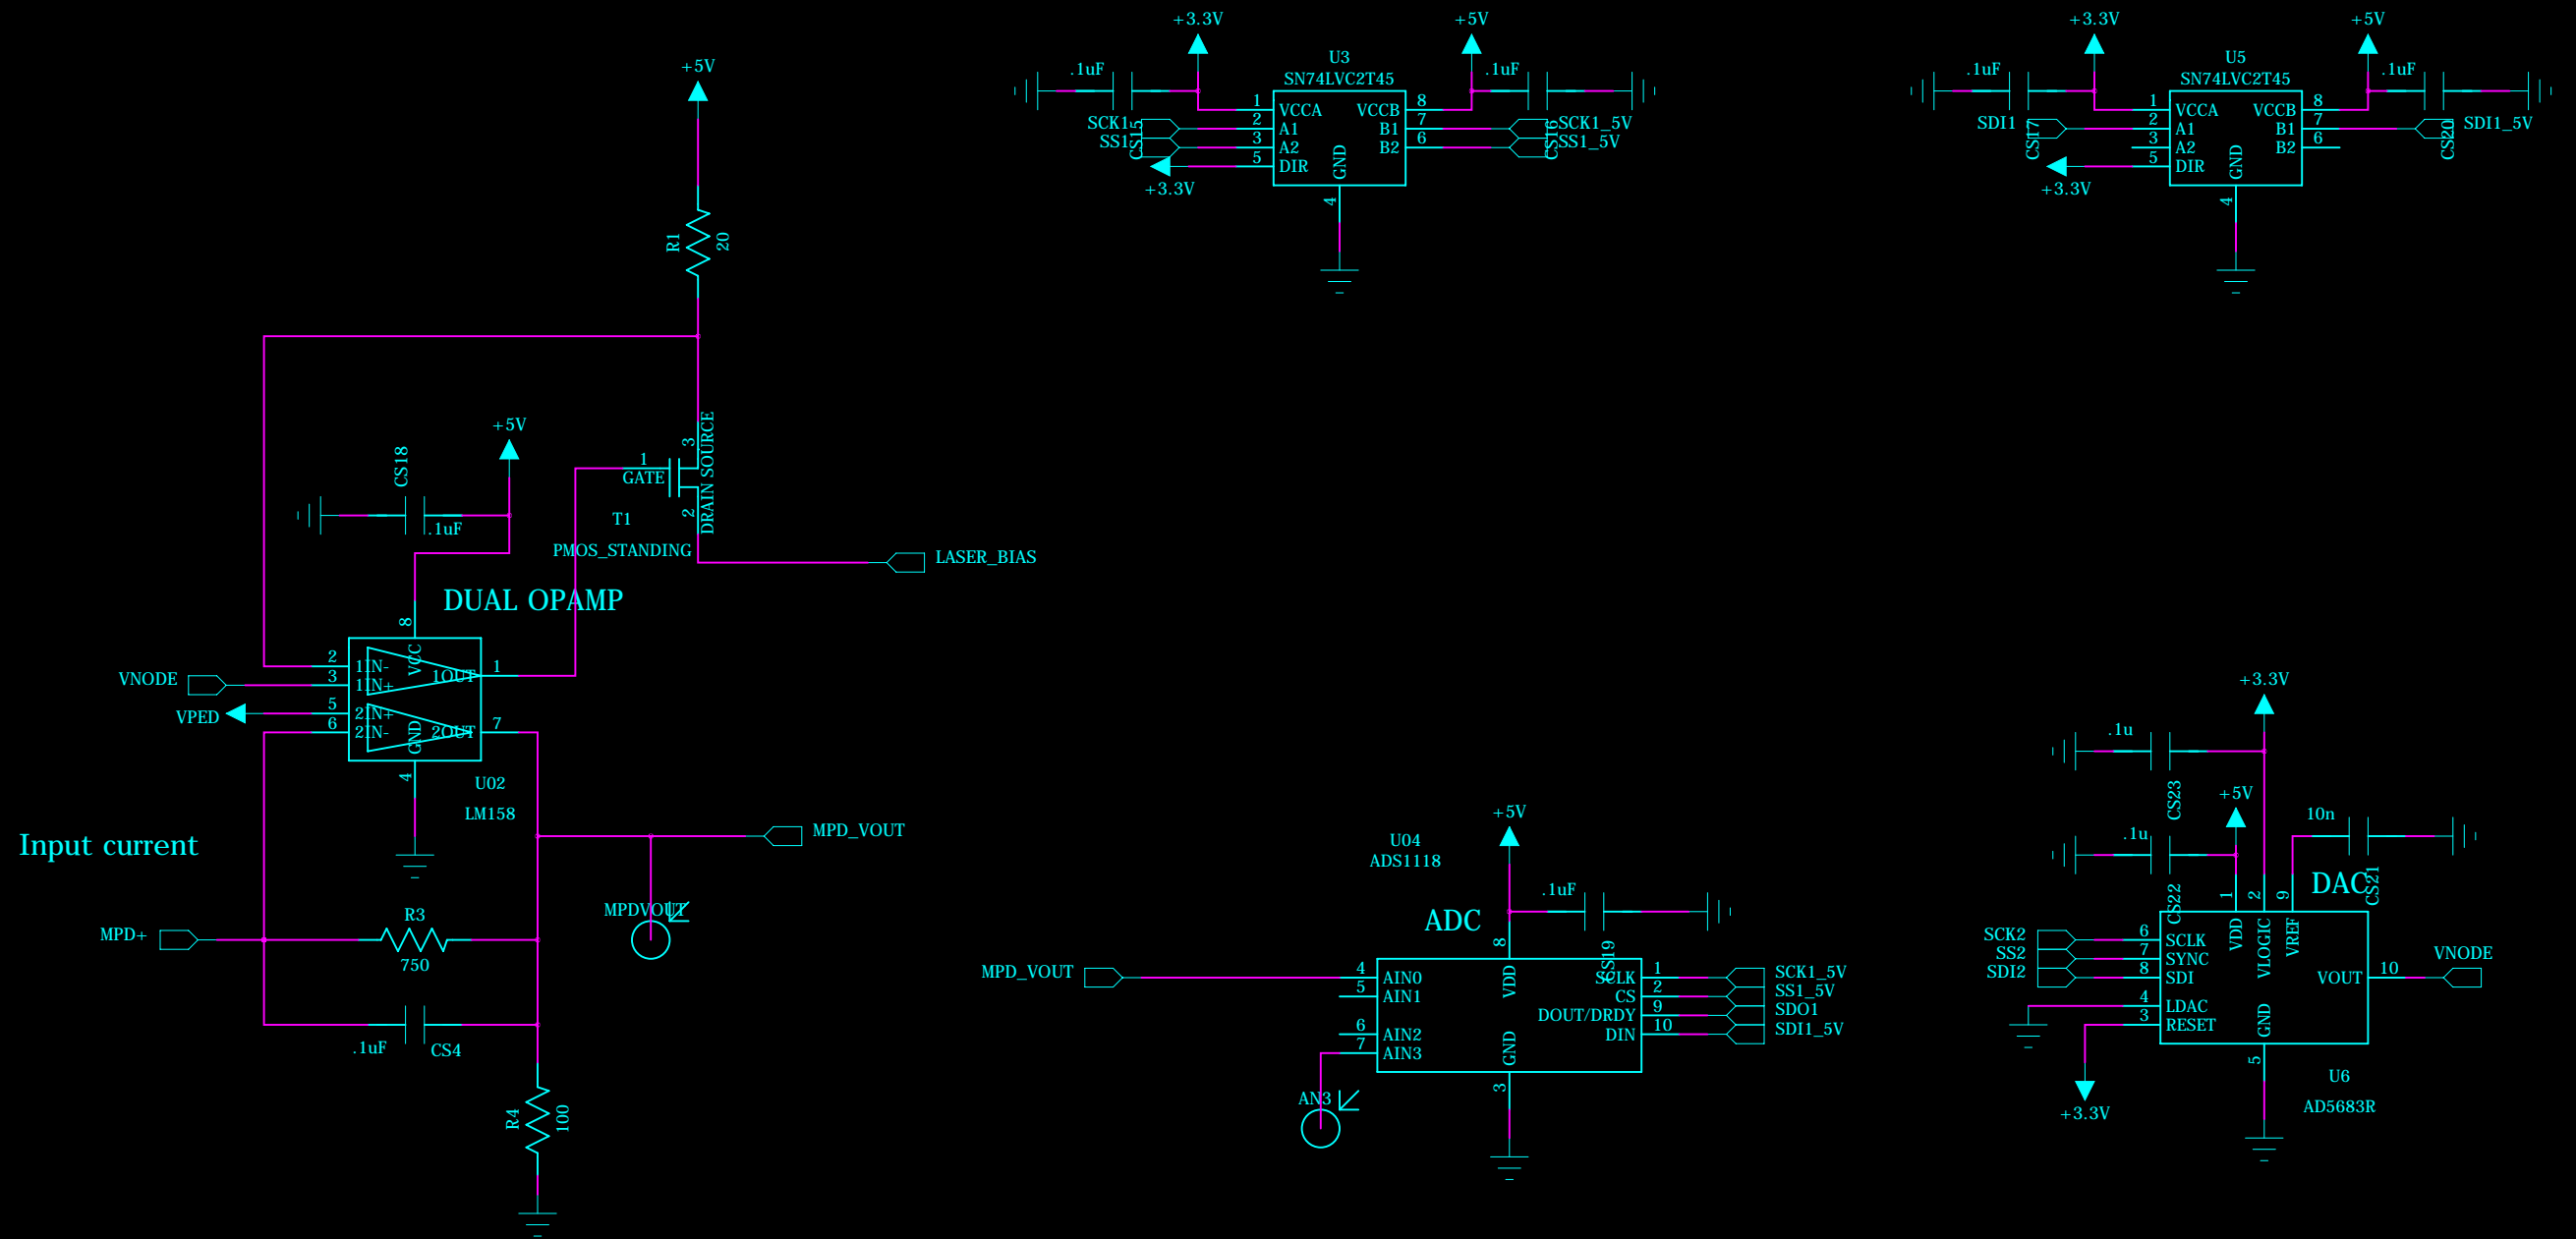 +5V
R1
20
CS18
+5V
.1uF
1
GATE
3
DRAIN SOURCE
2
T1
PMOS_STANDING
LASER_BIAS
DUAL OPAMP
8
VCC
VNODE
2
1IN-
3
1IN+
1OUT
1
VPED
5
2IN+
6
2IN-
GND
2OUT
7
4
U02
LM158
Input current
MPD_VOUT
MPDVOUT
MPD+
R3
750
.1uF
CS4
R4
100
+3.3V
+5V
.1uF
U3
SN74LVC2T45
.1uF
SCK1
SS1
CS15
+3.3V
1
VCCA
2
A1
3
A2
5
DIR
GND
4
VCCB
8
B1
7
B2
6
CS16
SCK1_5V
SS1_5V
+3.3V
+5V
.1uF
U5
SN74LVC2T45
.1uF
SDI1
CS17
+3.3V
1
VCCA
2
A1
3
A2
5
DIR
GND
4
VCCB
8
B1
7
B2
6
CS20
SDI1_5V
U04
ADS1118
+5V
.1uF
ADC
CS19
8
VDD
MPD_VOUT
4
AIN0
5
AIN1
6
AIN2
7
AIN3
AN3
GND
3
SCLK
1
SCK1_5V
CS
2
SS1_5V
DOUT/DRDY
9
SDO1
DIN
10
SDI1_5V
+3.3V
.1u
CS23
+5V
.1u
CS22
10n
CS21
DAC
1
VDD
2
VLOGIC
9
VREF
SCK2
6
SCLK
SS2
7
SYNC
SDI2
8
SDI
4
LDAC
3
RESET
+3.3V
GND
5
VOUT
10
VNODE
U6
AD5683R